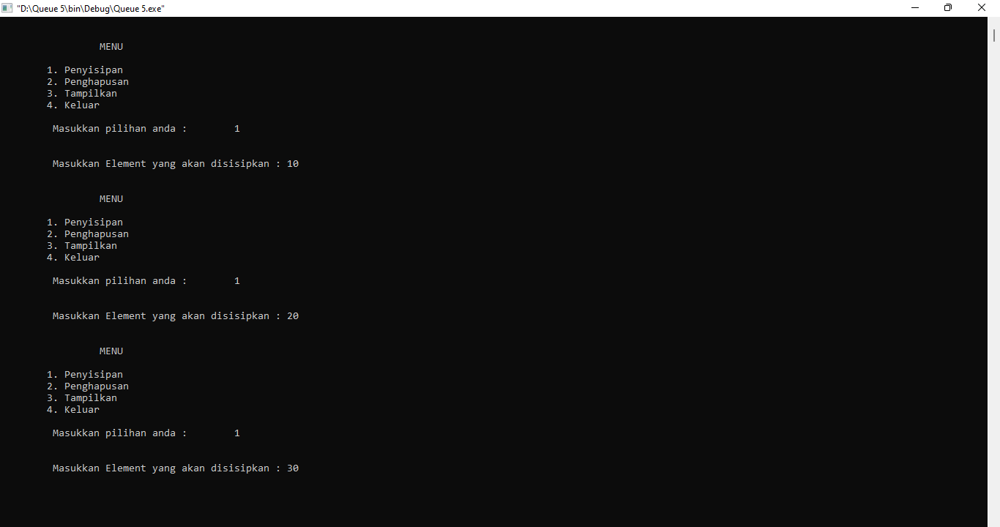 "D:\Queue 5\bin\Debug\Queue 5.exe"
MENU
1. Penyisipan
2. Penghapusan
3. Tampilkan
4. Keluar
Masukkan pilihan anda : 1
Masukkan Element yang akan disisipkan : 10
MENU
1. Penyisipan
2. Penghapusan
3. Tampilkan
4. Keluar
Masukkan pilihan anda : 1
Masukkan Element yang akan disisipkan : 20
MENU
1. Penyisipan
2. Penghapusan
3. Tampilkan
4. Keluar
Masukkan pilihan anda : 1
Masukkan Element yang akan disisipkan : 30